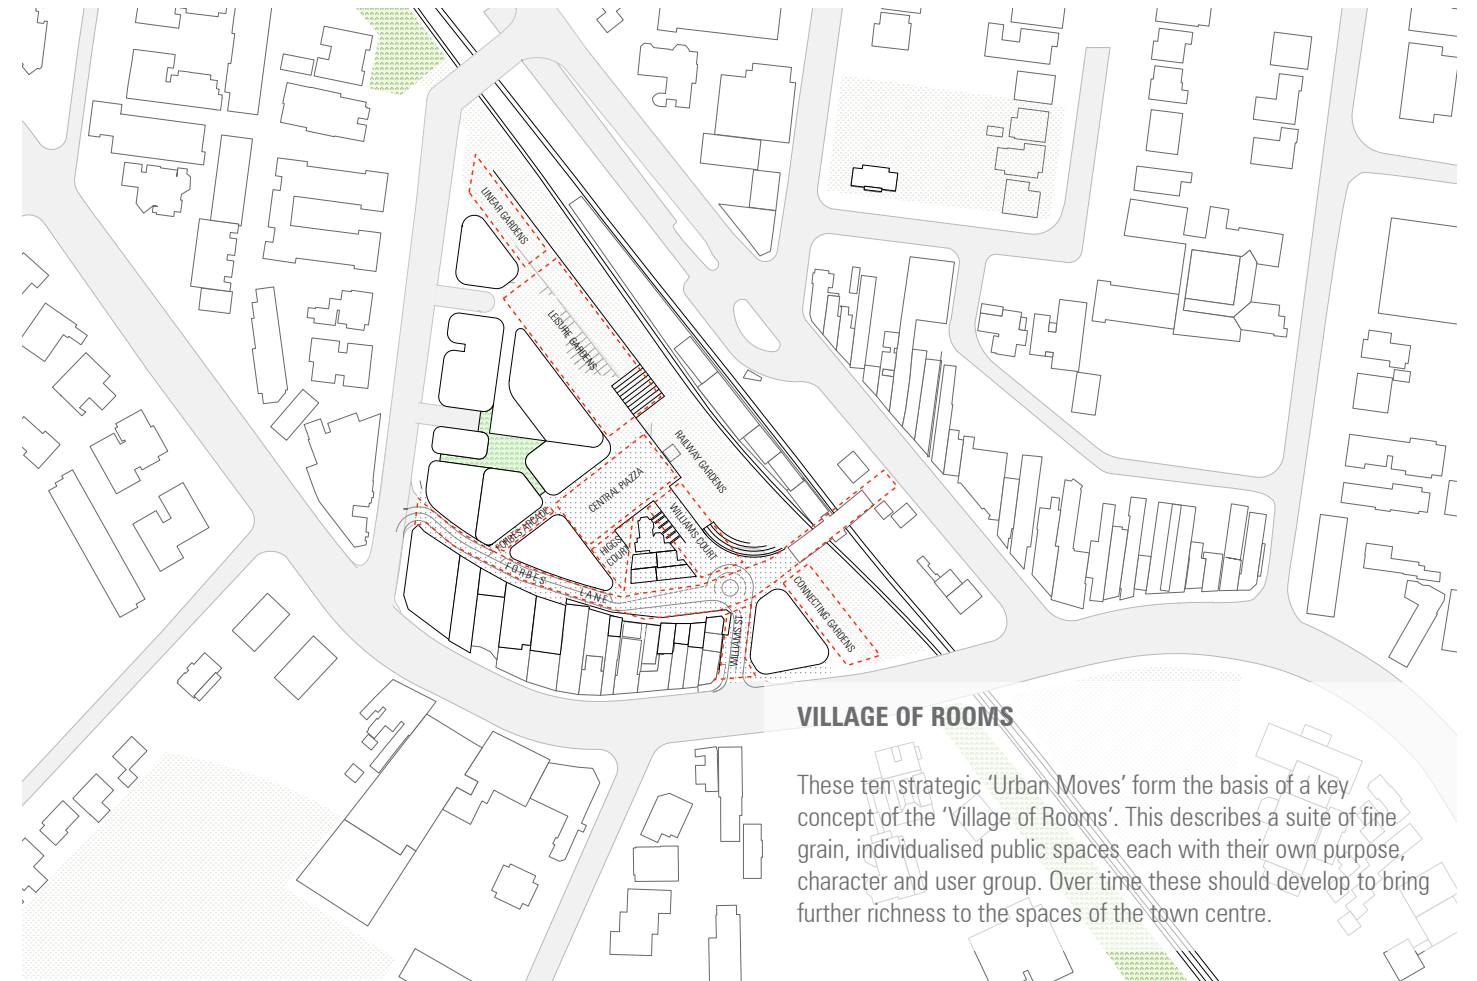 LINEAR GARDENS
LEISURE GARDENS
RAILWAY GARDENS
CENTRAL PIAZZA
WILLIAMS COURT
FORBES ARCADE
HIGGS
COURT
FORBES LANE
WILLIAMS ST
CONNECTING GARDENS
VILLAGE OF ROOMS
These ten strategic ‘Urban Moves’ form the basis of a key
concept of the ‘Village of Rooms’. This describes a suite of fine
grain, individualised public spaces each with their own purpose,
character and user group. Over time these should develop to bring
further richness to the spaces of the town centre.